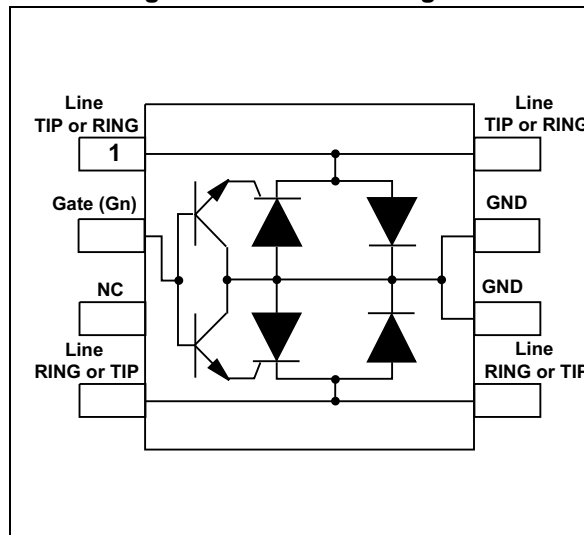 Line
TIP or RING
1
Gate (Gn)
NC
Line
RING or TIP
Line
TIP or RING
GND
GND
Line
RING or TIP